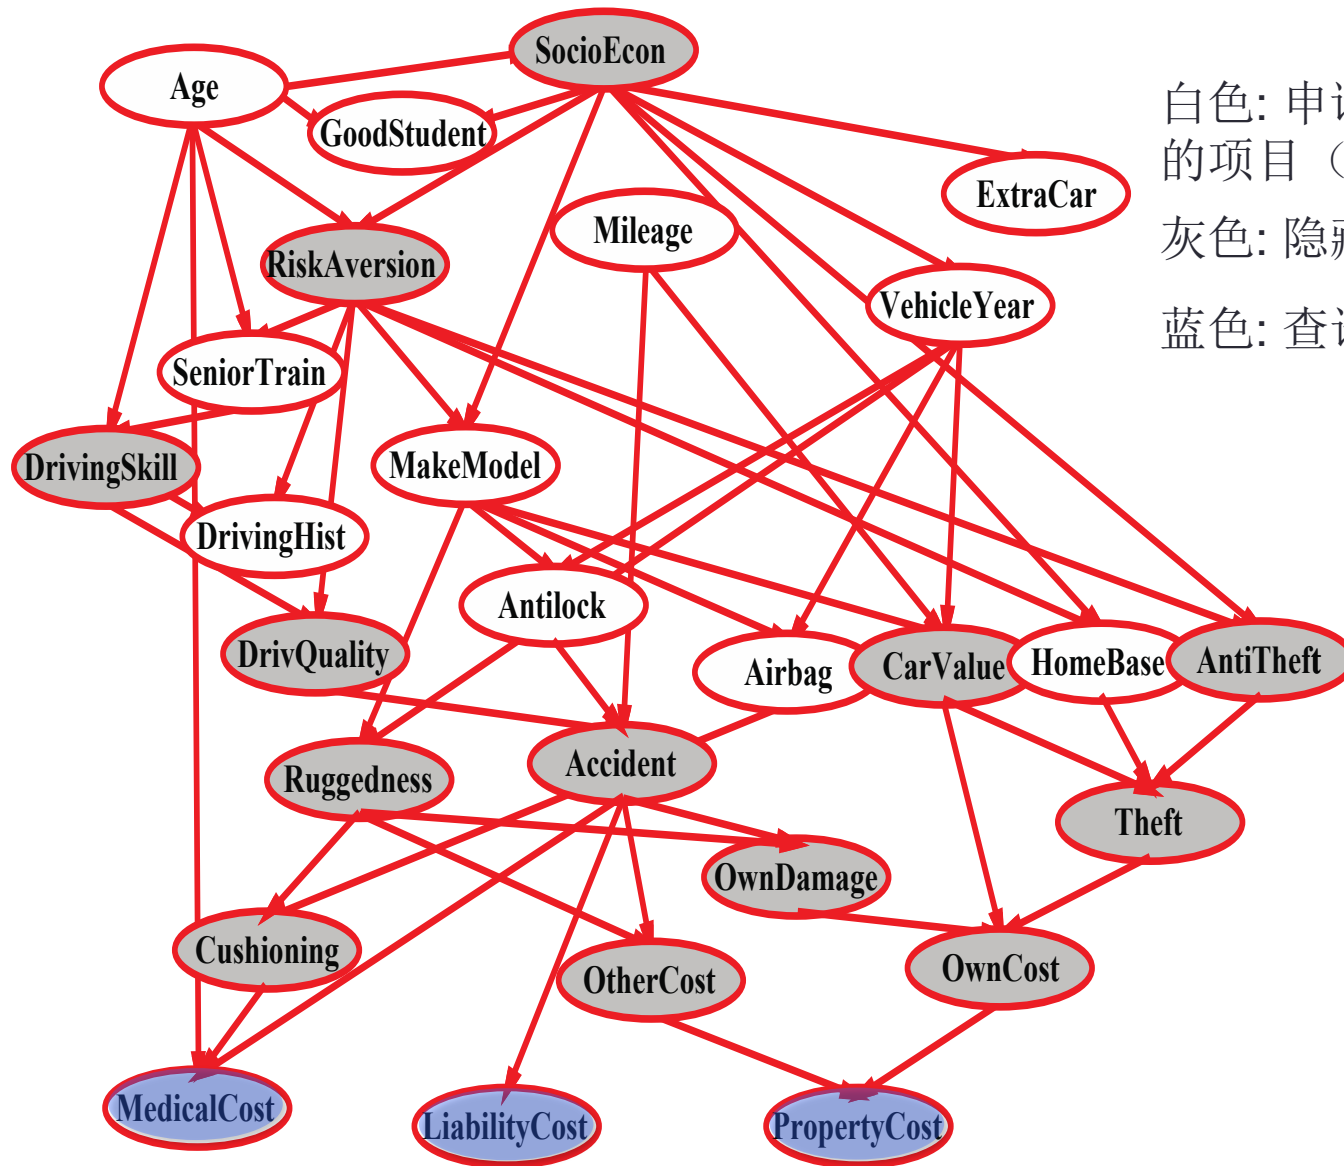 SocioEcon
Age
GoodStudent
ExtraCar
Mileage
RiskAversion
VehicleYear
SeniorTrain
DrivingSkill
MakeModel
DrivingHist
Antilock
DrivQuality
Airbag
CarValue
HomeBase
AntiTheft
Ruggedness
Accident
Theft
OwnDamage
Cushioning
OtherCost
OwnCost
MedicalCost
LiabilityCost
PropertyCost
白色: 申
的项目（
灰色: 隐
蓝色: 查